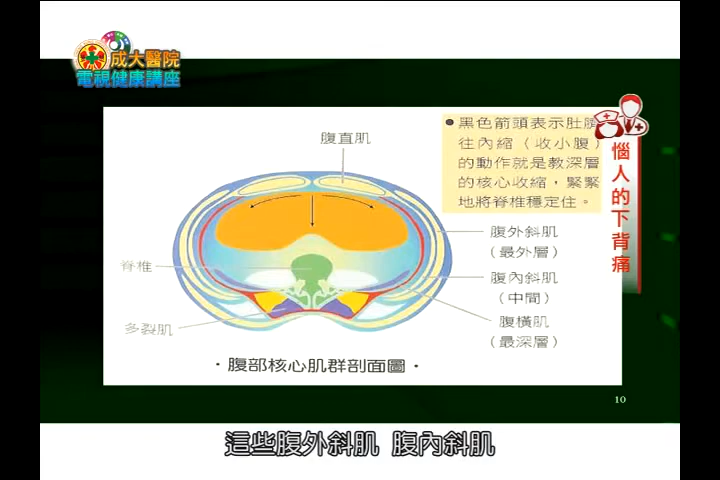 成大醫院
電視健康講座
腹直肌
黑色箭頭表示肚臍
往內縮（收小腹）
的動作就是教深層
的核心收縮，緊緊
地將脊椎穩定住。
惱人的下背痛
腹外斜肌
（最外層）
脊椎
腹內斜肌
（中間）
腹橫肌
（最深層）
多裂肌
・腹部核心肌群剖面圖・
10
這些腹外斜肌 腹內斜肌